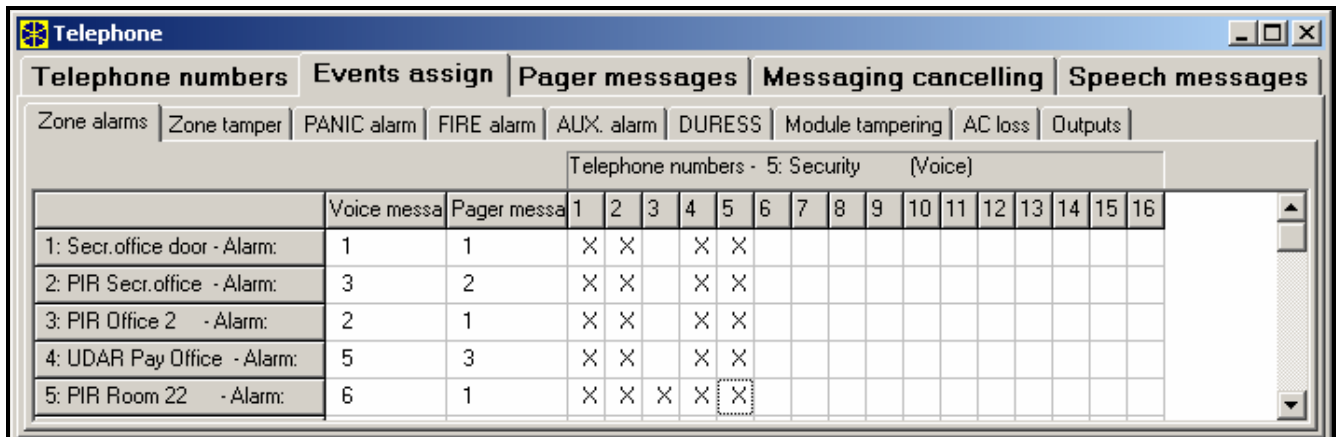 Telephone
Telephone numbers Events assign Pager messages Messaging cancelling Speech messages
Zone alarms Zone tamper PANIC alarm FIRE alarm AUX. alarm DURESS Module tampering AC loss Outputs
Telephone numbers - 5: Security (Voice)
Voice messa Pager messa 1 2 3 4 5 6 7 8 9 10 11 12 13 14 15 16
1: Secr.office door - Alarm: 1 1 X X X X
2: PIR Secr.office - Alarm: 3 2 X X X X
3: PIR Office 2 - Alarm: 2 1 X X X X
4: UDAR Pay Office - Alarm: 5 3 X X X X
5: PIR Room 22 - Alarm: 6 1 X X X X X